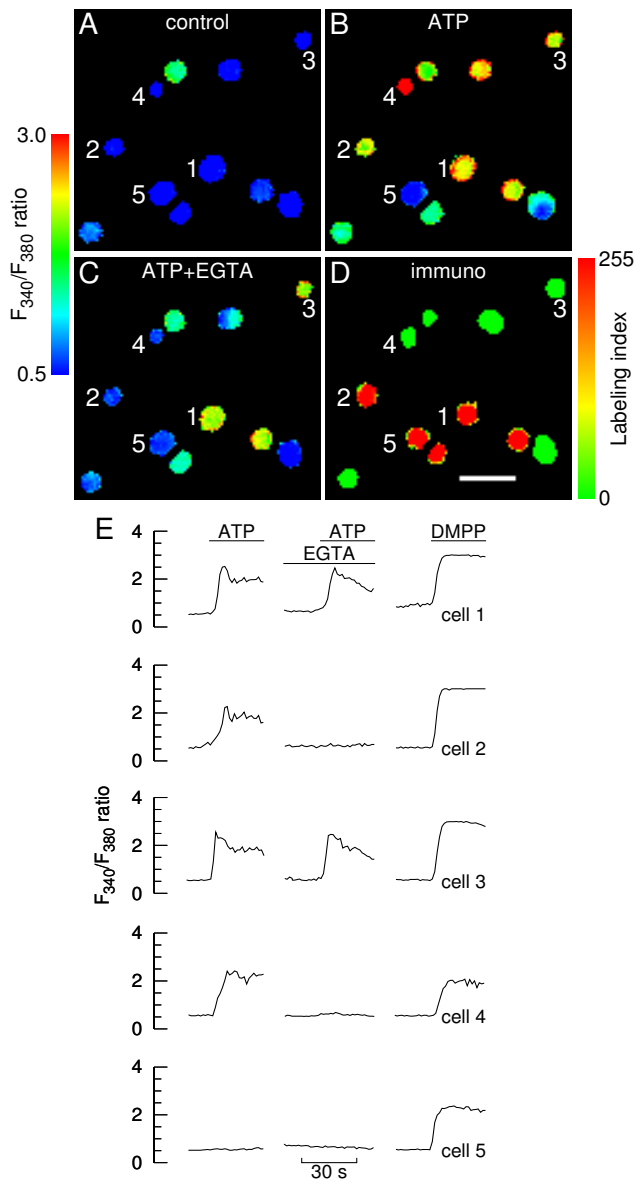 A control
3
4
2
1
5
B ATP
3
4
2
1
5
3.0
F340/F380 ratio
0.5
C ATP+EGTA
3
4
2
1
5
D immuno
3
4
2
1
5
255
Labeling index
0
E
ATP
ATP
EGTA
DMPP
4
2
0
cell 1
4
2
0
cell 2
4
2
0
cell 3
F340/F380 ratio
4
2
0
cell 4
4
2
0
cell 5
30 s